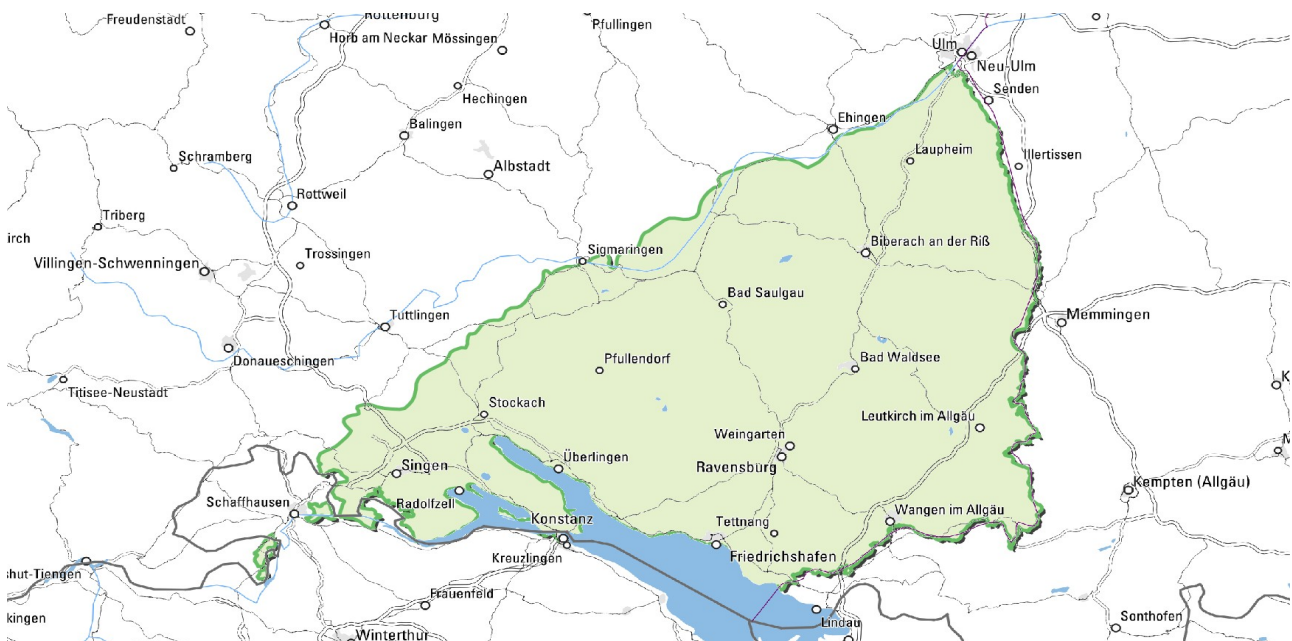 Freudenstadt
Rottenburg
Horb am Neckar
Mössingen
Pfullingen
Ulm
Neu-Ulm
Senden
Hechingen
Balingen
Ehingen
Schramberg
Albstadt
Laupheim
Illertissen
Rottweil
Triberg
irch
Trossingen
Sigmaringen
Biberach an der Riß
Villingen-Schwenningen
Bad Saulgau
Tuttlingen
Memmingen
Donaueschingen
Pfullendorf
Bad Waldsee
Titisee-Neustadt
K
Stockach
Leutkirch im Allgäu
Weingarten
M
Überlingen
Ravensburg
Singen
Kempten (Allgäu)
Radolfzell
Schaffhausen
Konstanz
Tettnang
Wangen im Allgäu
Kreuzlingen
Friedrichshafen
shut-Tiengen
Frauenfeld
kingen
Lindau
Sonthofen
Winterthur